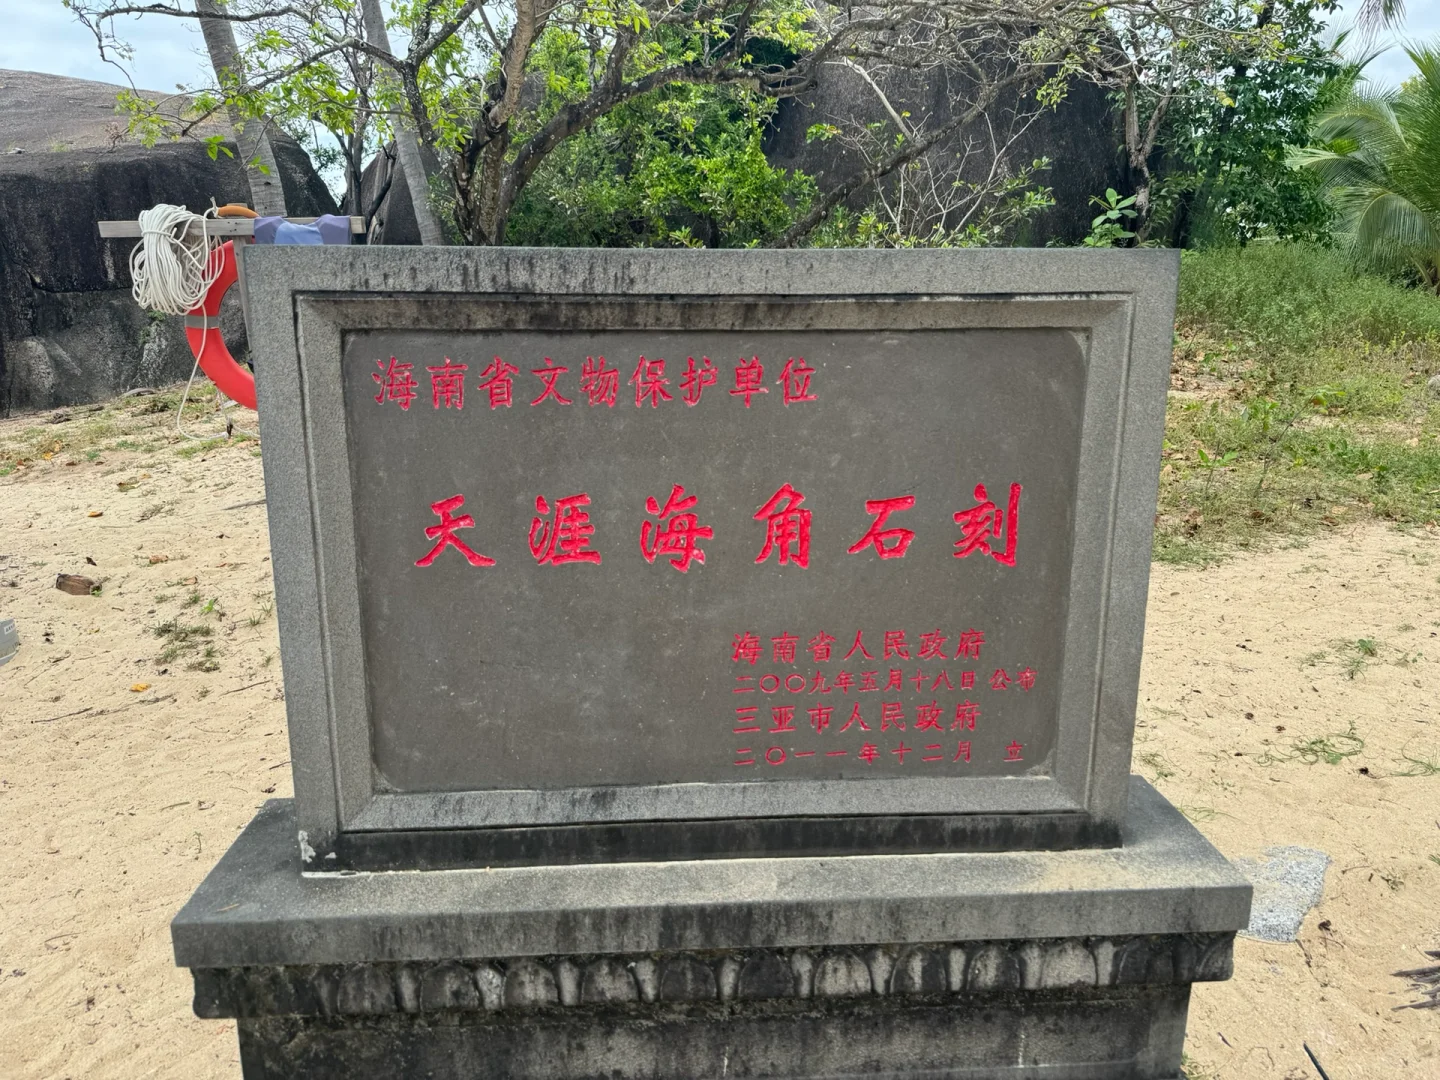 海南省文物保护单位
天涯海角石刻
海南省人民政府
二〇〇九年五月十八日 公布
三亚市人民政府
二〇一一年十二月 立